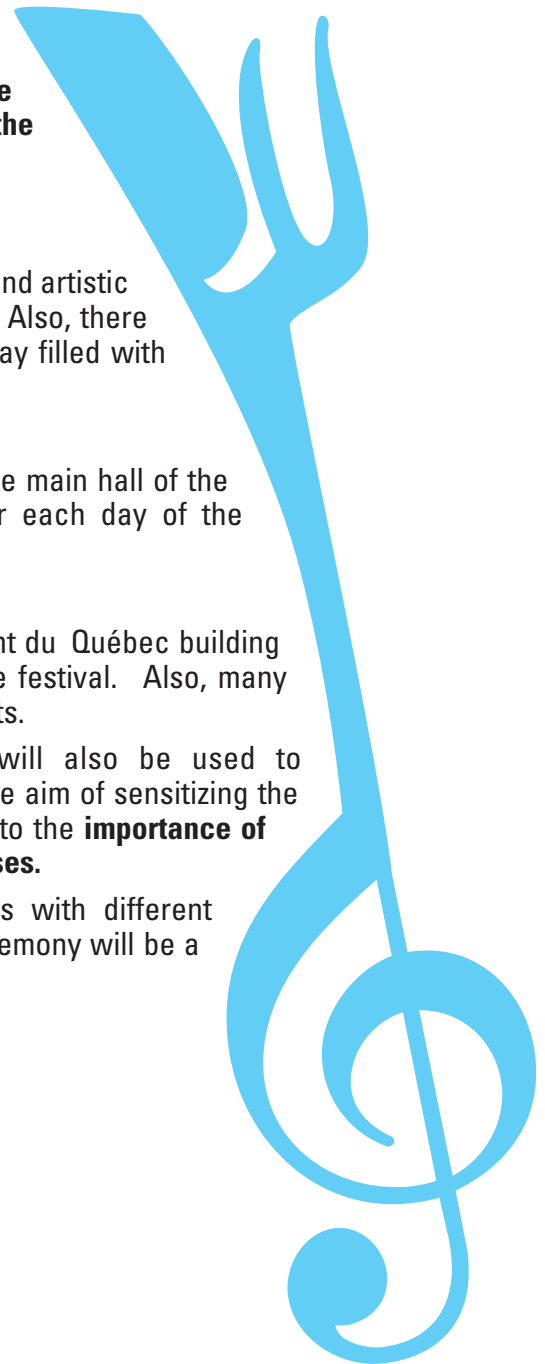 e
the
nd artistic
Also, there
ay filled with
e main hall of the
r each day of the
nt du Québec building
e festival. Also, many
ts.
will also be used to
e aim of sensitizing the
to the importance of
ses.
s with different
emony will be a